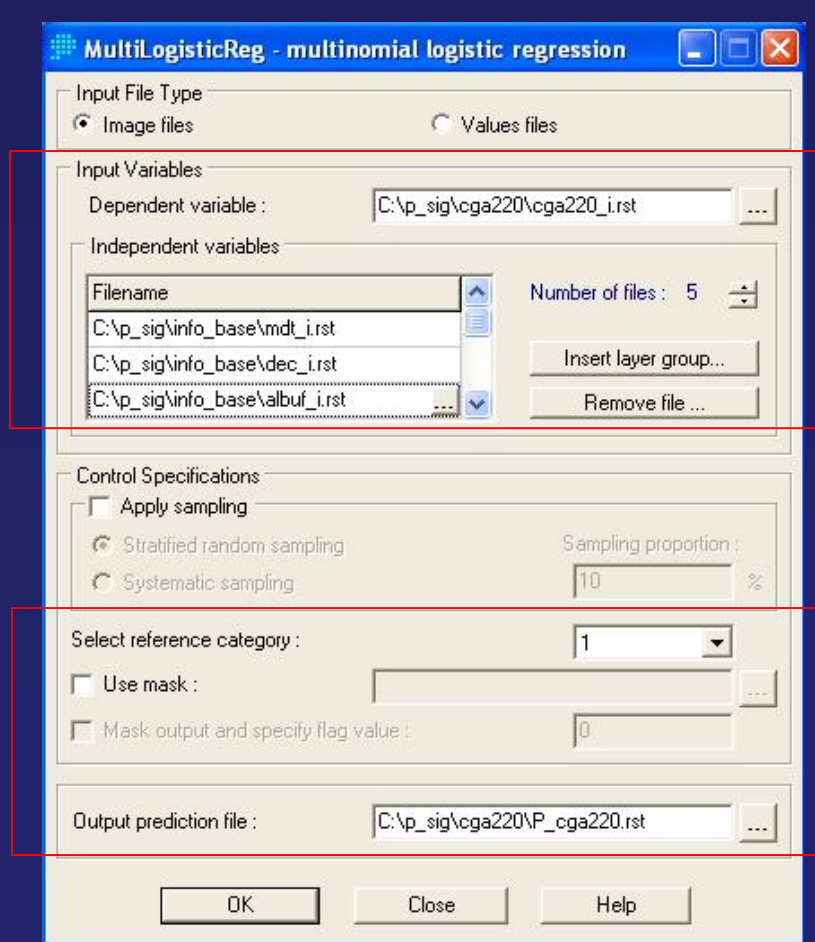 MultiLogisticReg - multinomial logistic regression
Input File Type
Image files Values files
Input Variables
Dependent variable : C:\p_sig\cga220\cga220_i.rst ...
Independent variables
Filename Number of files : 5
C:\p_sig\info_base\mdt_i.rst
C:\p_sig\info_base\dec_i.rst Insert layer group...
C:\p_sig\info_base\albuf_i.rst ... Remove file ...
Control Specifications
Apply sampling
Stratified random sampling Sampling proportion :
Systematic sampling 10 %
Select reference category : 1
Use mask : ...
Mask output and specify flag value : 0
Output prediction file : C:\p_sig\cga220\P_cga220.rst ...
OK Close Help